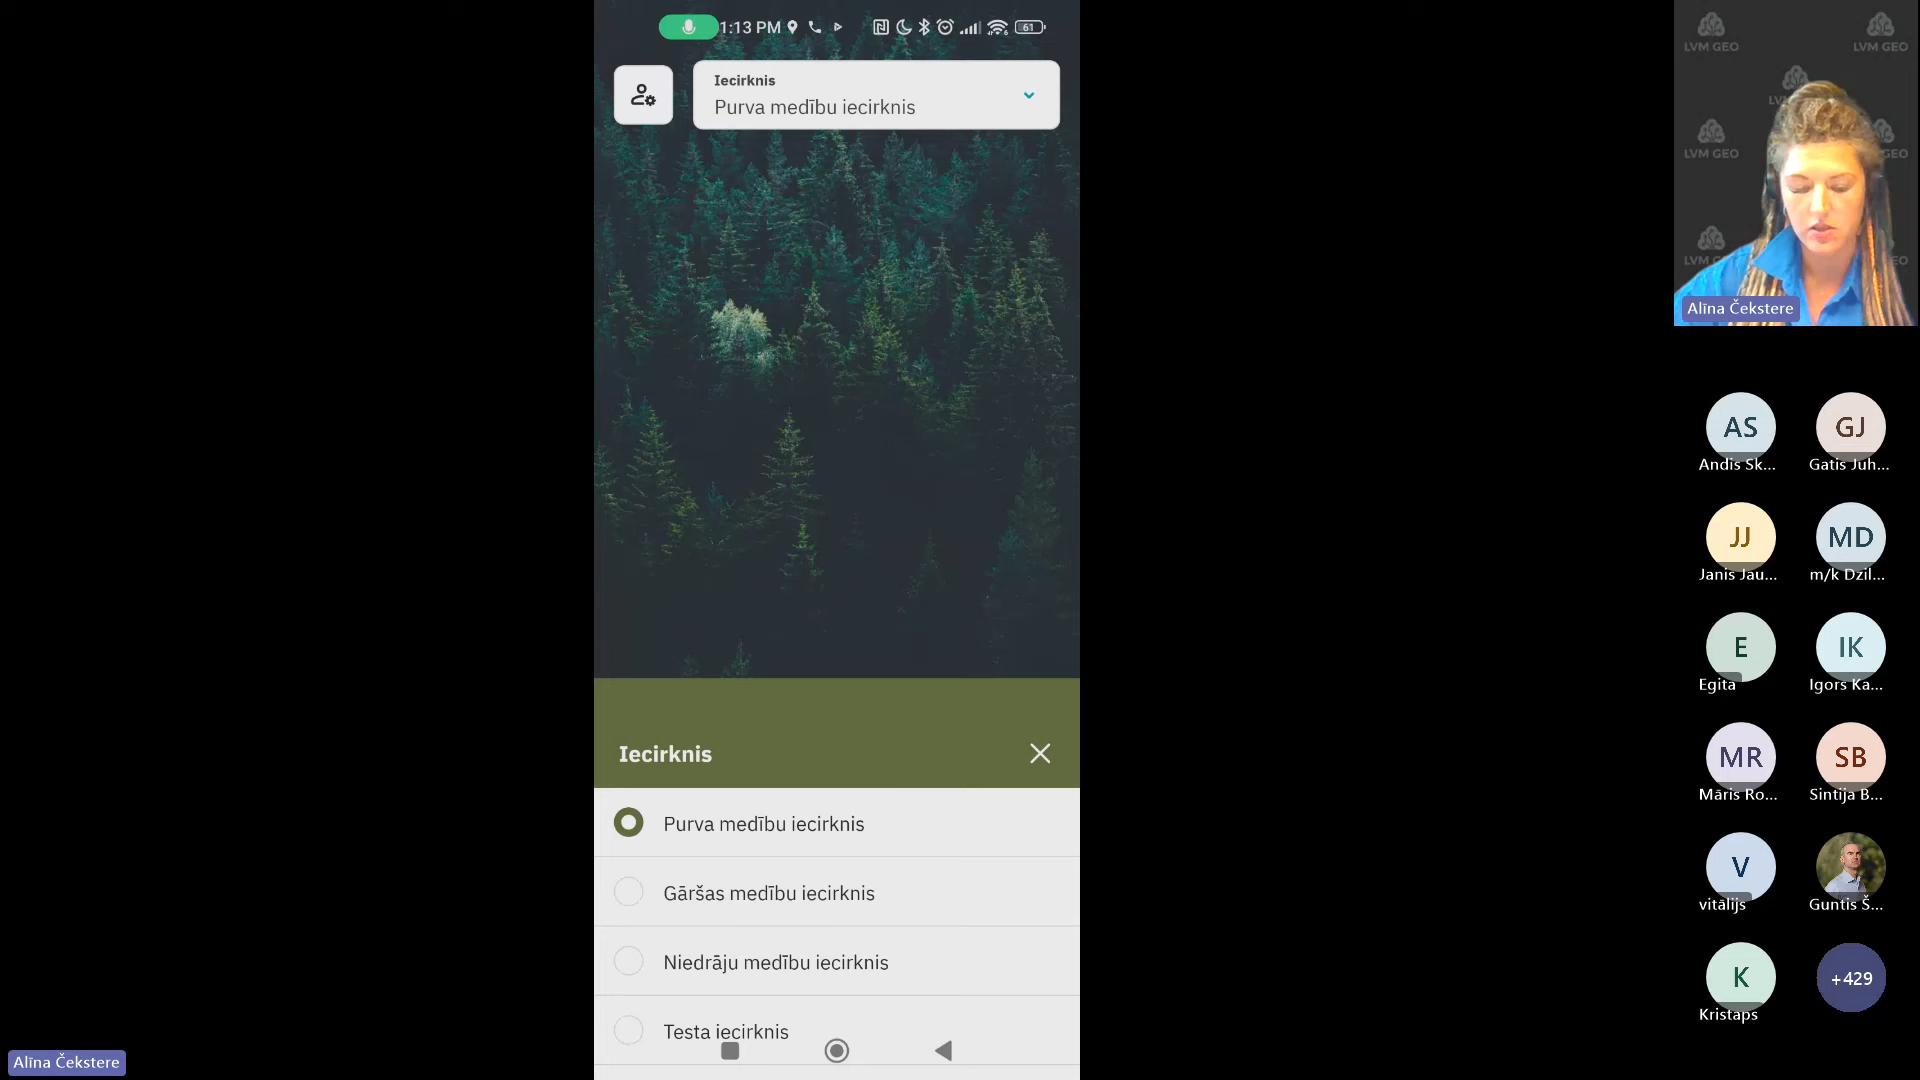 1:13 PM
61
Iecirknis
Purva medību iecirknis
Iecirknis
Purva medību iecirknis
Gāršas medību iecirknis
Niedrāju medību iecirknis
Testa iecirknis
Alīna Čekstere
LVM GEO
LVM GEO
LVM GEO
Alīna Čekstere
AS
Andis Sk...
GJ
Gatis Juh...
JJ
Janis Jau...
MD
m/k Dzil...
E
Egita
IK
Igors Ka...
MR
Māris Ro...
SB
Sintija B...
V
vitālijs
Guntis Š...
K
Kristaps
+429